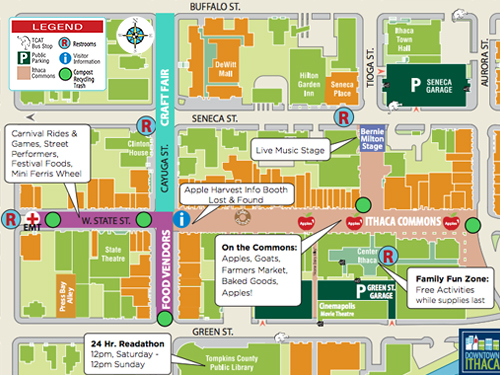 BUFFALO ST.
LEGEND
TCAT
Bus Stop
R Restrooms
P Public
Parking
i Visitor
Information
Ithaca
Commons
Compost
Recycling
Trash
CRAFT FAIR
DeWitt
Mall
Hilton
Garden
Inn
Seneca
Place
TIOGA ST.
Ithaca
Town
Hall
P SENECA
GARAGE
AURORA ST.
R
R
SENECA ST.
Clinton
House
CAYUGA ST.
Bernie
Milton
Stage
Live Music Stage
Carnival Rides &
Games, Street
Performers,
Festival Foods,
Mini Ferris Wheel
Apple Harvest Info Booth
Lost & Found
R
EMT
W. STATE ST.
i
Apples
ITHACA COMMONS
Apples
Apples
State
Theatre
Press Bay
Alley
FOOD VENDORS
On the Commons:
Apples, Goats,
Farmers Market,
Baked Goods,
Apples!
Center
Ithaca
R
Family Fun Zone:
Free Activities
while supplies last
P GREEN ST.
GARAGE
Cinemapolis
Movie Theatre
GREEN ST.
24 Hr. Readathon
12pm, Saturday -
12pm Sunday
Tompkins County
Public Library
DOWNTOWN
ITHACA